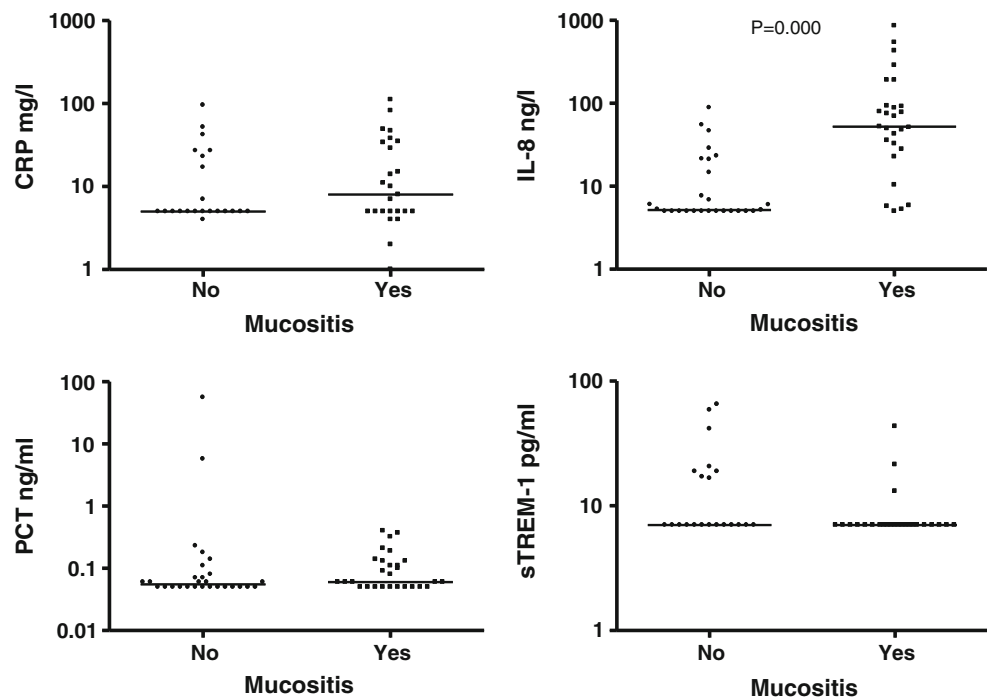 CRP mg/l
1000
100
10
1
No Yes
Mucositis
IL-8 ng/l
P=0.000
1000
100
10
1
No Yes
Mucositis
PCT ng/ml
100
10
1
0.1
0.01
No Yes
Mucositis
sTREM-1 pg/ml
100
10
1
No Yes
Mucositis